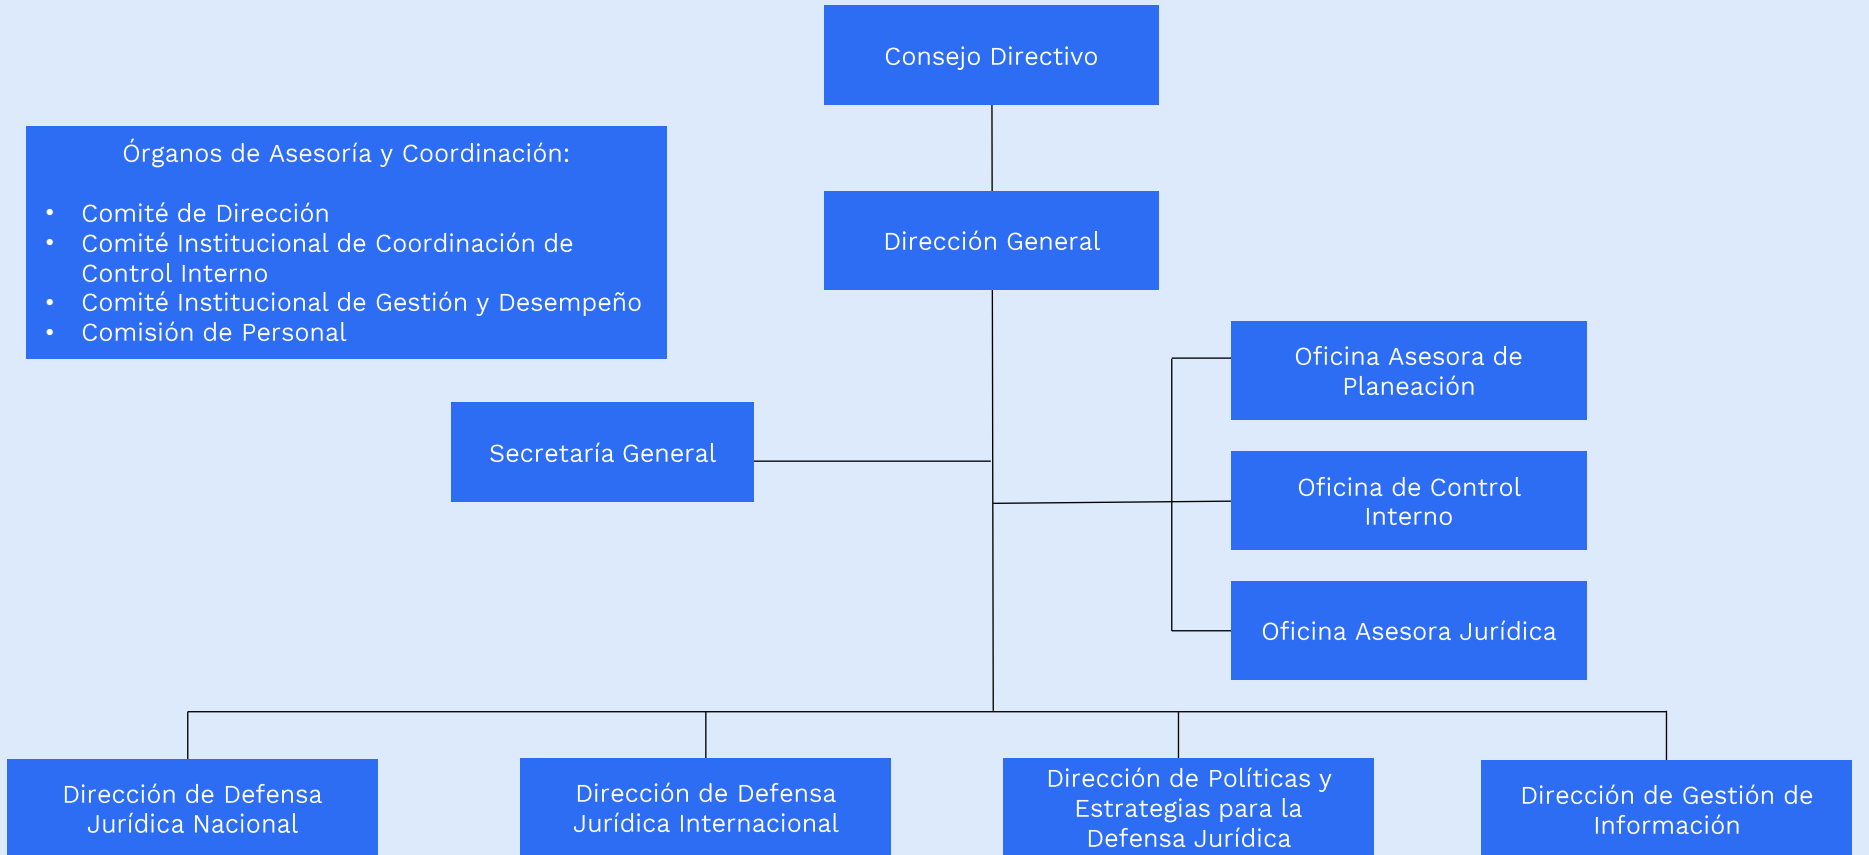 Consejo Directivo
Órganos de Asesoría y Coordinación:
• Comité de Dirección
• Comité Institucional de Coordinación de
Control Interno
• Comité Institucional de Gestión y Desempeño
• Comisión de Personal
Dirección General
Oficina Asesora de
Planeación
Secretaría General
Oficina de Control
Interno
Oficina Asesora Jurídica
Dirección de Defensa
Jurídica Nacional
Dirección de Defensa
Jurídica Internacional
Dirección de Políticas y
Estrategias para la
Defensa Jurídica
Dirección de Gestión de
Información